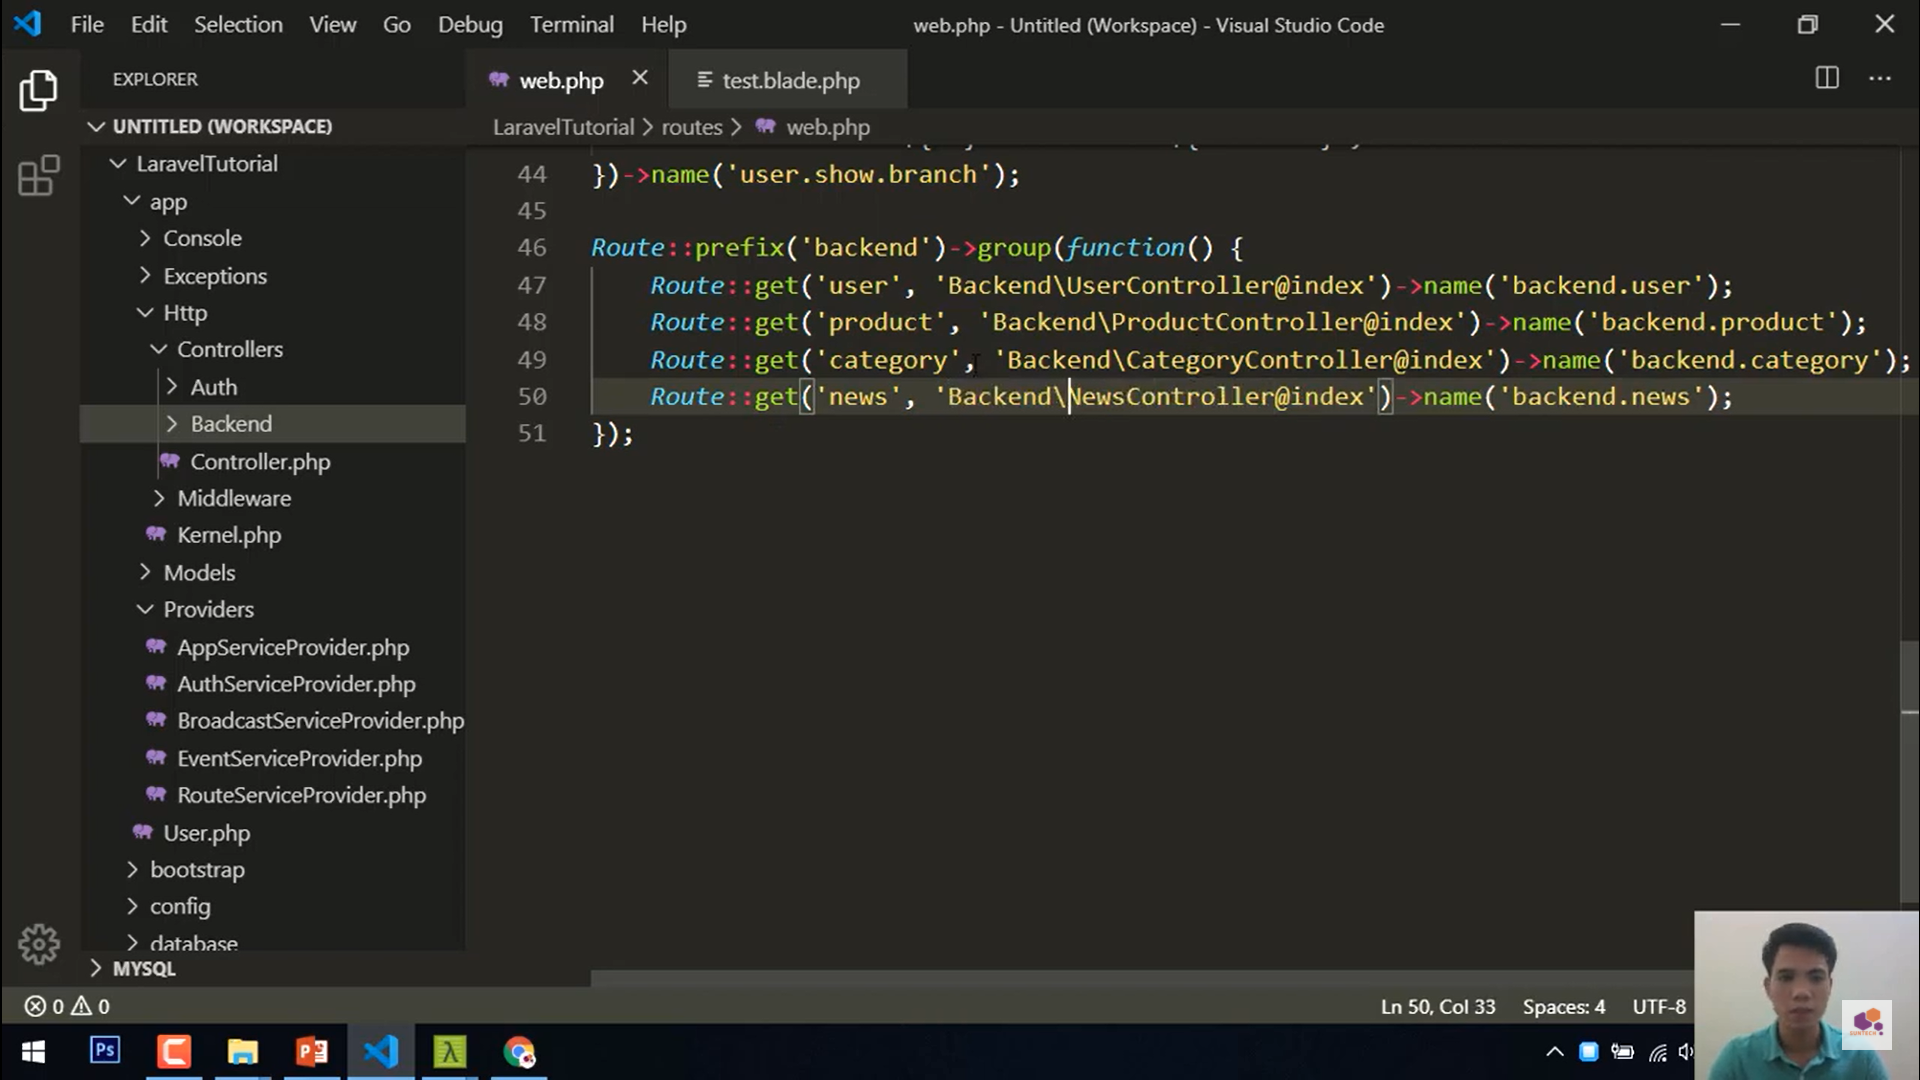 File Edit Selection View Go Debug Terminal Help
web.php - Untitled (Workspace) - Visual Studio Code
EXPLORER
web.php
test.blade.php
UNTITLED (WORKSPACE)
LaravelTutorial > routes > web.php
LaravelTutorial
app
Console
Exceptions
Http
Controllers
Auth
Backend
Controller.php
Middleware
Kernel.php
Models
Providers
AppServiceProvider.php
AuthServiceProvider.php
BroadcastServiceProvider.php
EventServiceProvider.php
RouteServiceProvider.php
User.php
bootstrap
config
database
MYSQL
44 })->name('user.show.branch');
45
46 Route::prefix('backend')->group(function() {
47 Route::get('user', 'Backend\UserController@index')->name('backend.user');
48 Route::get('product', 'Backend\ProductController@index')->name('backend.product');
49 Route::get('category', 'Backend\CategoryController@index')->name('backend.category');
50 Route::get('news', 'Backend\NewsController@index')->name('backend.news');
51 });
0 0
Ln 50, Col 33 Spaces: 4 UTF-8
Ps